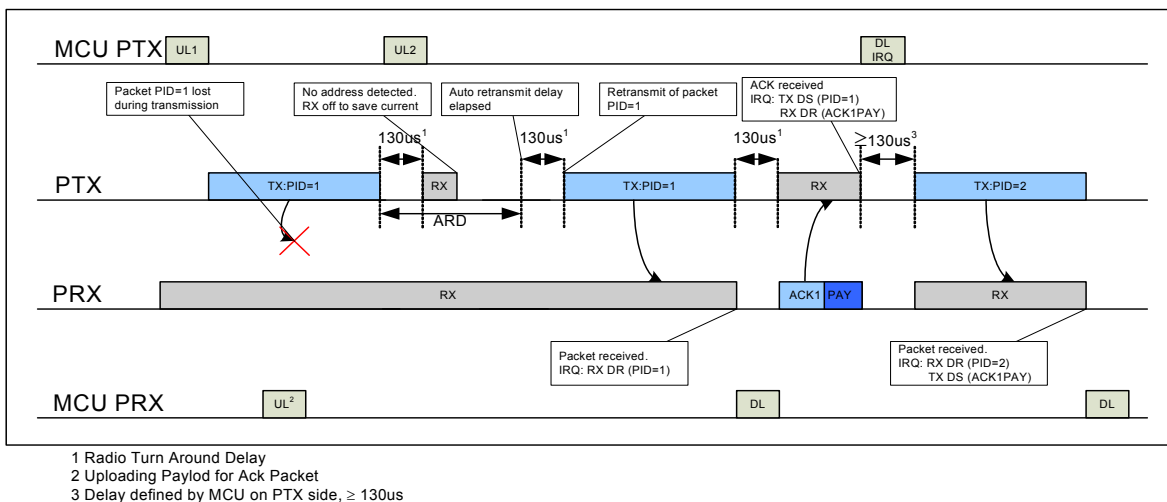 MCU PTX
UL1
UL2
DL
IRQ
Packet PID=1 lost
during transmission
No address detected.
RX off to save current
Auto retransmit delay
elapsed
Retransmit of packet
PID=1
ACK received
IRQ: TX DS (PID=1)
RX DR (ACK1PAY)
130us1
130us1
130us1
≥130us3
PTX
TX:PID=1
RX
TX:PID=1
RX
TX:PID=2
ARD
PRX
RX
ACK1
PAY
RX
Packet received.
IRQ: RX DR (PID=1)
Packet received.
IRQ: RX DR (PID=2)
TX DS (ACK1PAY)
MCU PRX
UL2
DL
DL
1 Radio Turn Around Delay
2 Uploading Paylod for Ack Packet
3 Delay defined by MCU on PTX side, ≥ 130us